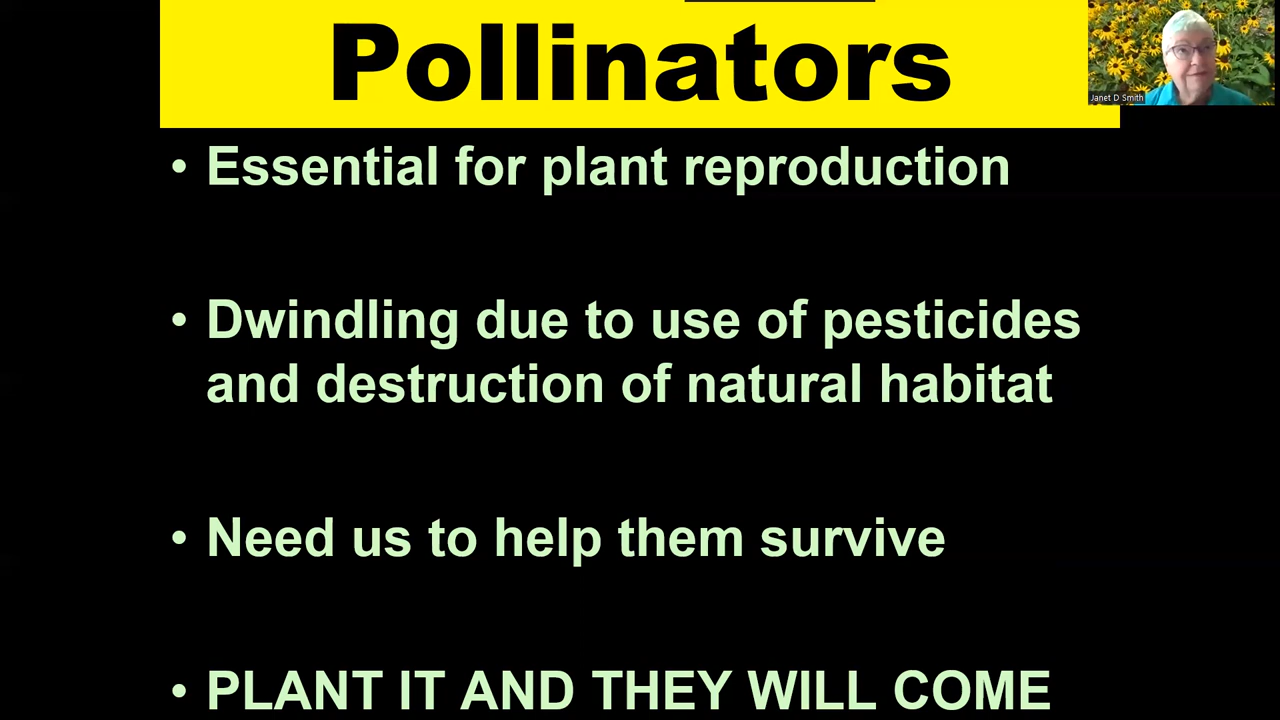 Pollinators
Janet D Smith
• Essential for plant reproduction
• Dwindling due to use of pesticides
and destruction of natural habitat
• Need us to help them survive
• PLANT IT AND THEY WILL COME